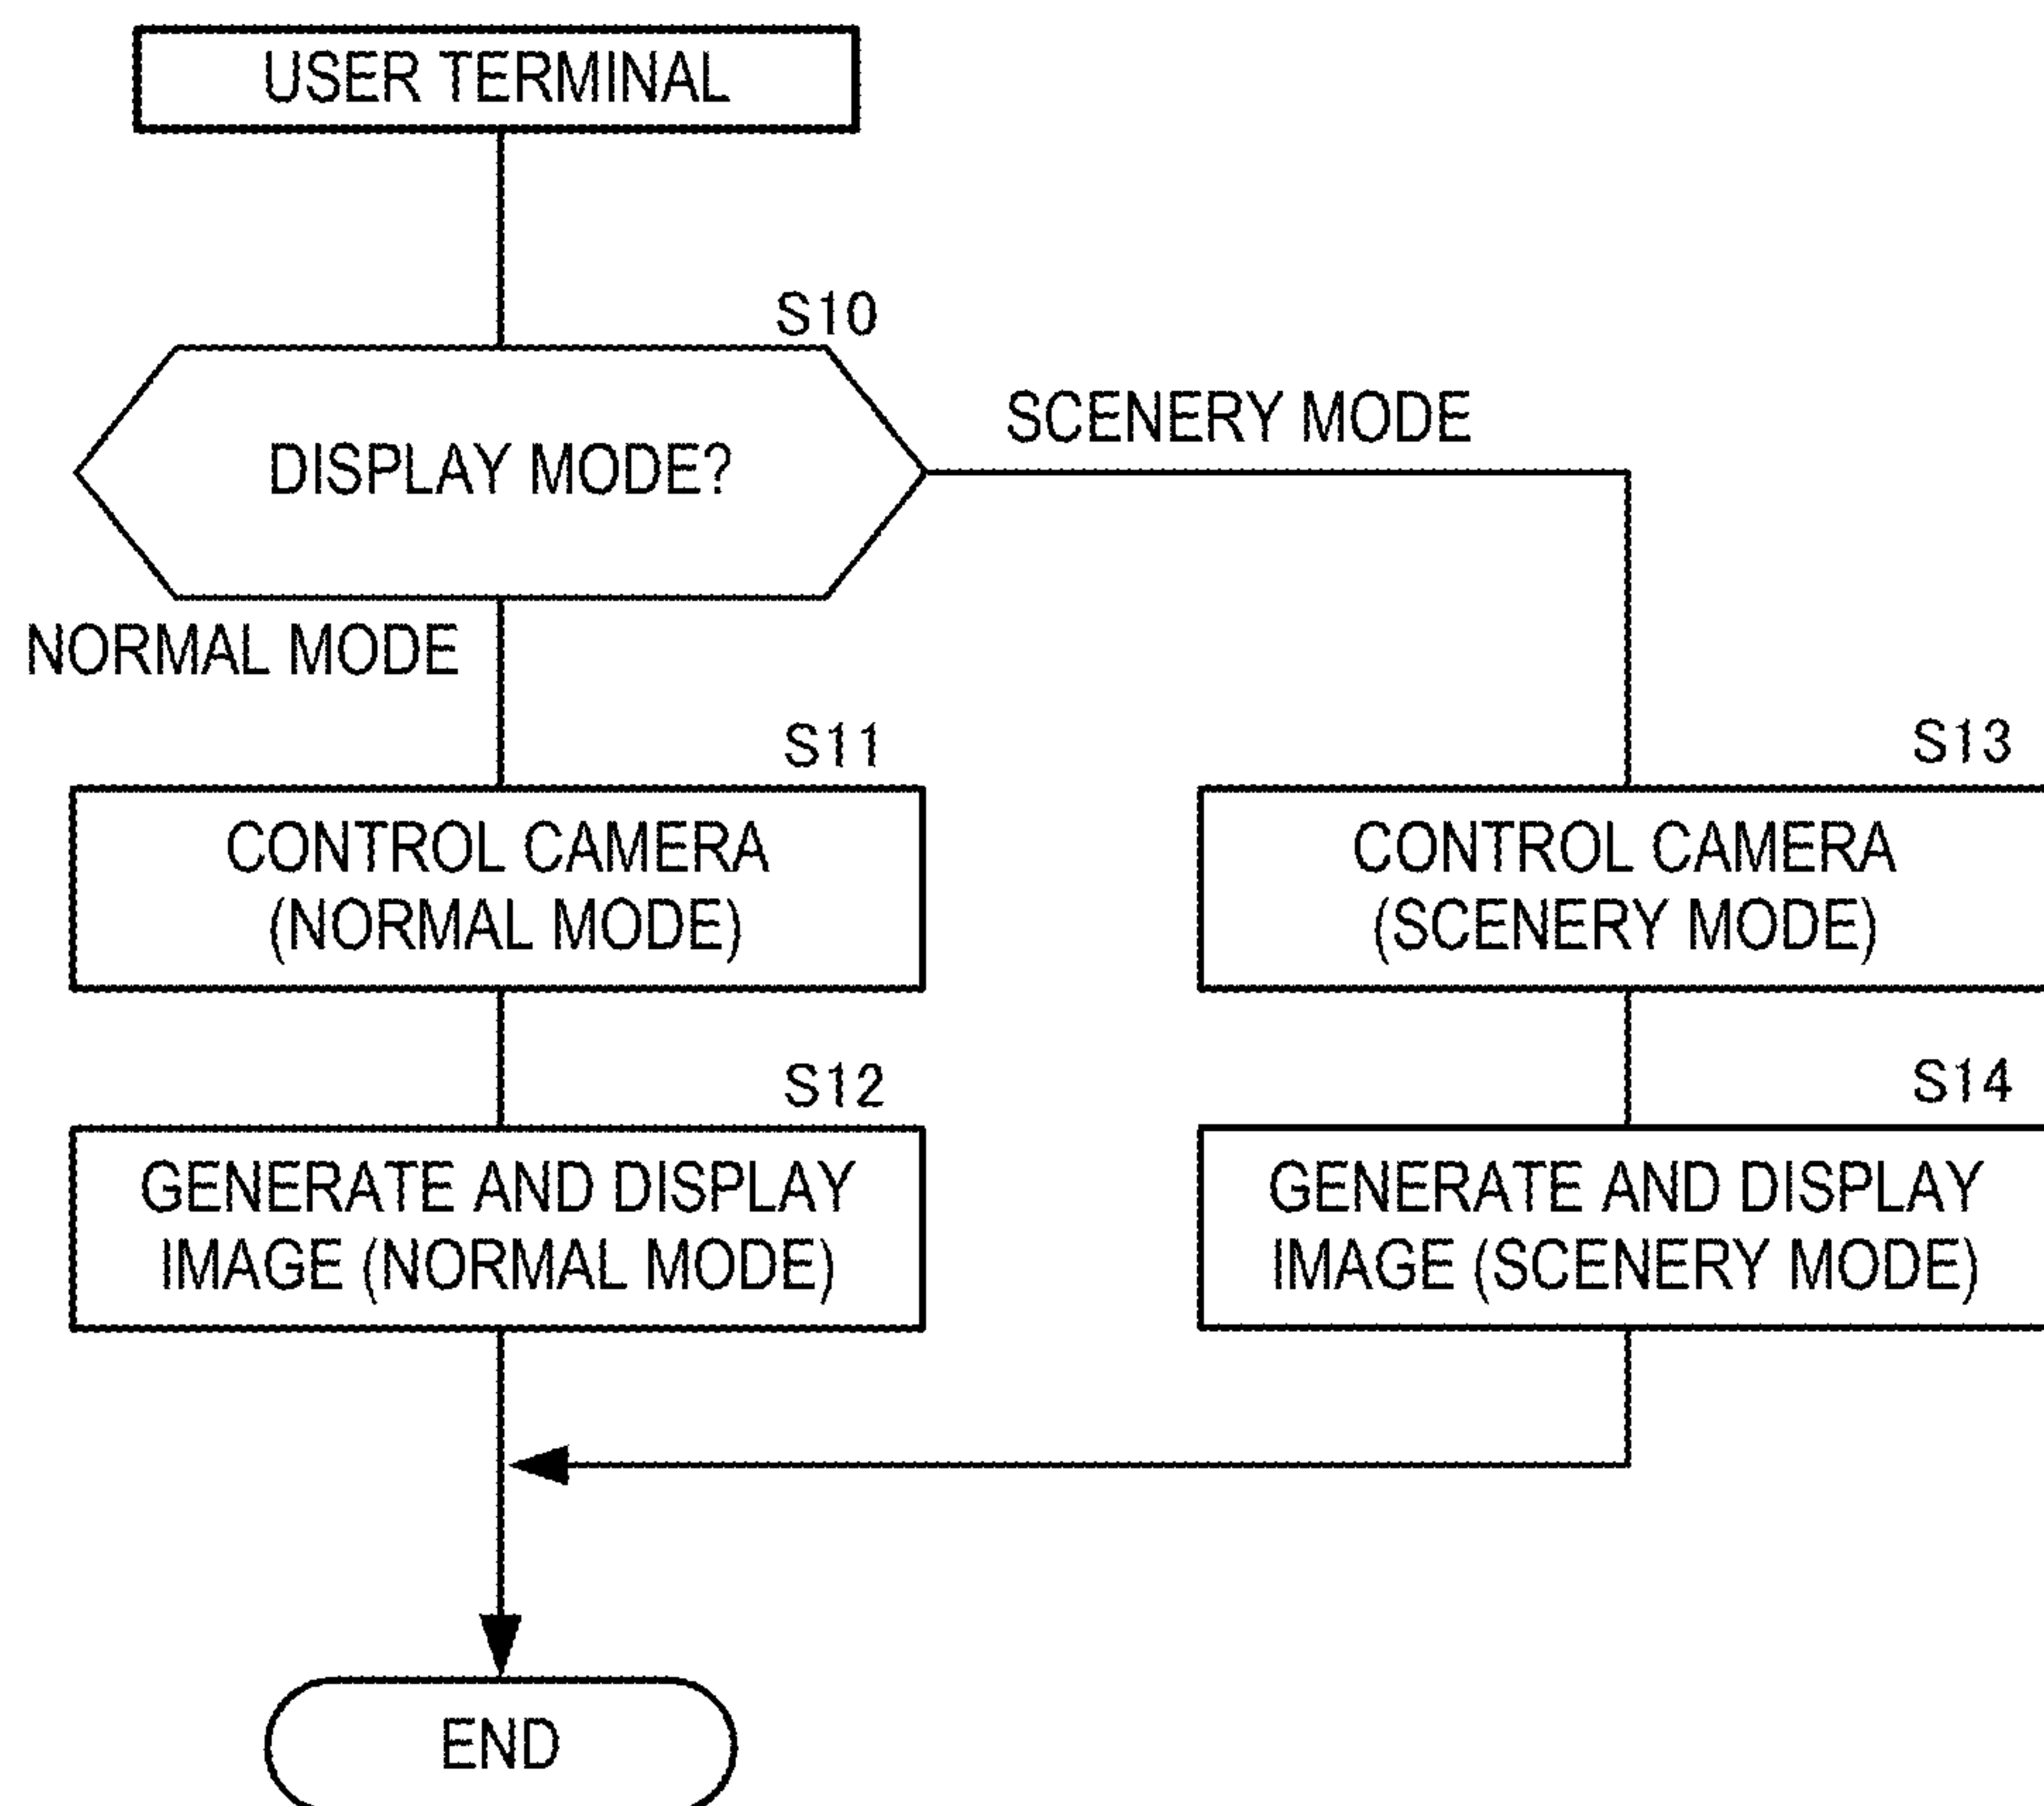 USER TERMINAL
S10
DISPLAY MODE?
SCENERY MODE
NORMAL MODE
S11
CONTROL CAMERA
(NORMAL MODE)
S12
GENERATE AND DISPLAY
IMAGE (NORMAL MODE)
S13
CONTROL CAMERA
(SCENERY MODE)
S14
GENERATE AND DISPLAY
IMAGE (SCENERY MODE)
END